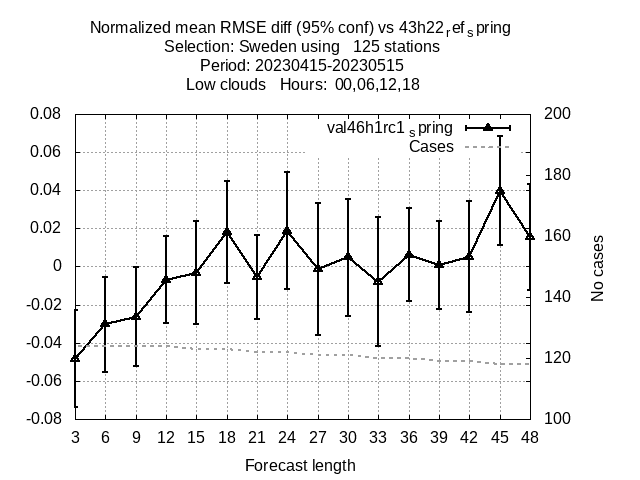 Normalized mean RMSE diff (95% conf) vs 43h22refspring
Selection: Sweden using 125 stations
Period: 20230415-20230515
Low clouds Hours: 00,06,12,18
val46h1rc1spring
Cases
0.08
0.06
0.04
0.02
0
-0.02
-0.04
-0.06
-0.08
200
180
160
140
120
100
No cases
3 6 9 12 15 18 21 24 27 30 33 36 39 42 45 48
Forecast length